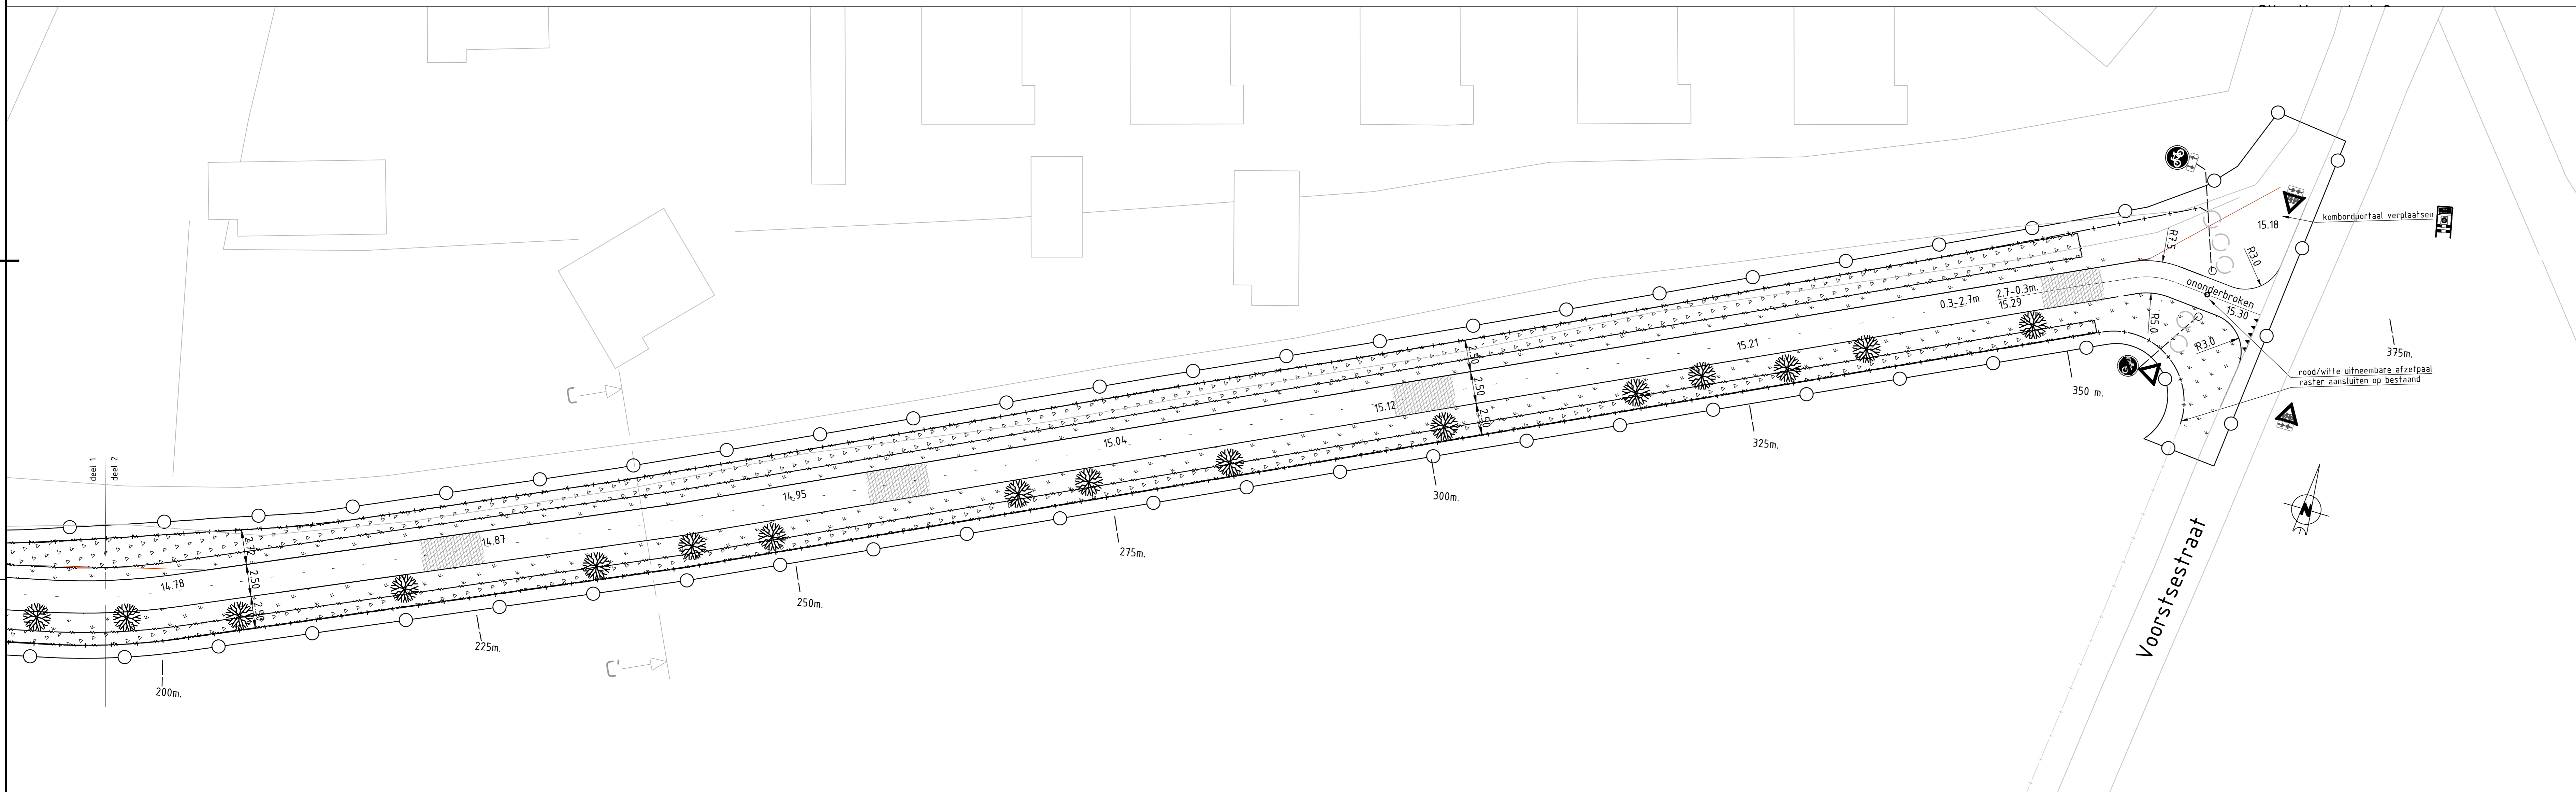 kombordportaal verplaatsen
15.18
R7.5
R3.0
ononderbroken
2.7-0.3m.
0.3-2.7m
15.29
15.30
R5.0
R3.0
375m.
rood/witte uitneembare afzetpaal
raster aansluiten op bestaand
350 m.
15.21
2.50
2.50
2.50
15.12
325m.
C
15.04
300m.
deel 1
deel 2
14.95
275m.
14.87
2.50
2.50
14.78
250m.
225m.
C'
200m.
N
Voorstsestraat